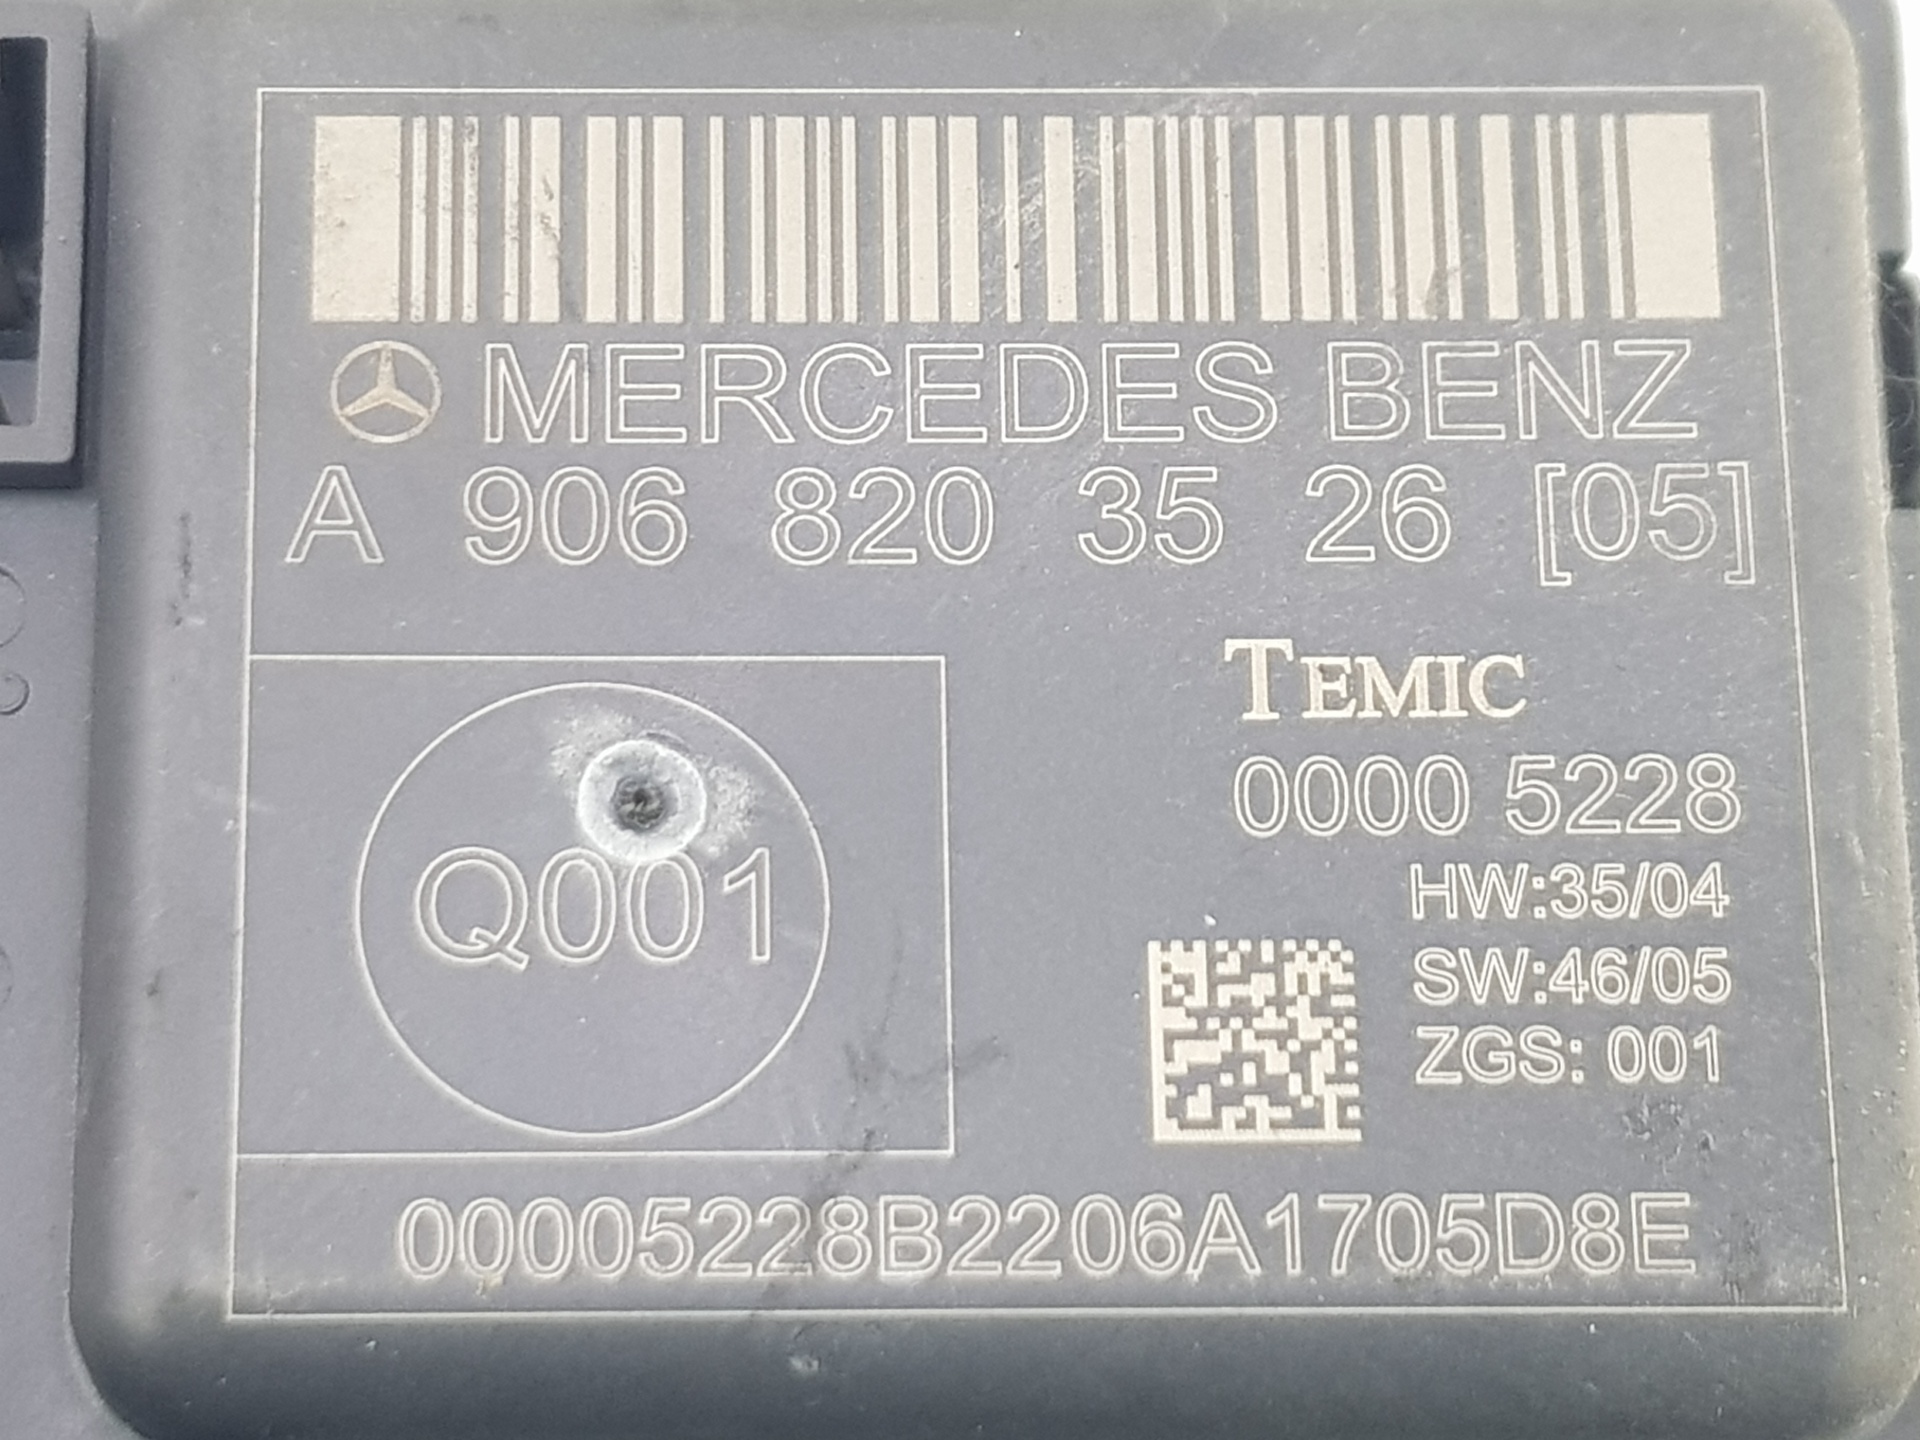 MERCEDES BENZ
A 906 820 35 26 [05]
TEMIC
0000 5228
HW:35/04
SW:46/05
ZGS: 001
Q001
00005228B2206A1705D8E